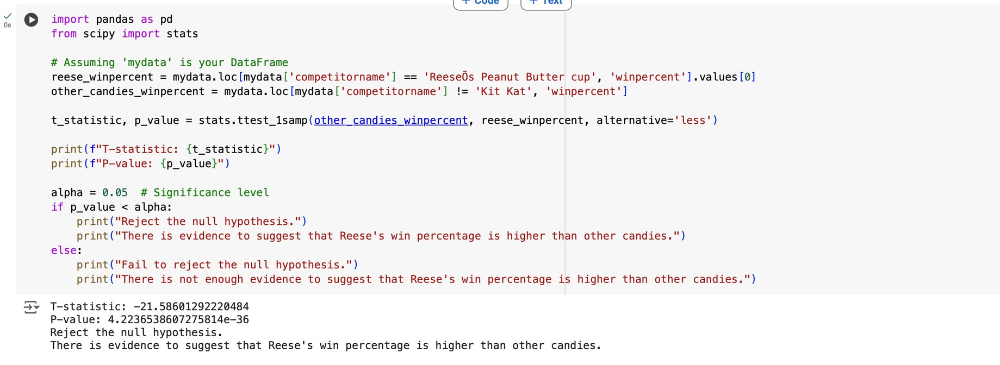 + Code + Text
0s
import pandas as pd
from scipy import stats
# Assuming 'mydata' is your DataFrame
reese_winpercent = mydata.loc[mydata['competitorname'] == 'ReeseÕs Peanut Butter cup', 'winpercent'].values[0]
other_candies_winpercent = mydata.loc[mydata['competitorname'] != 'Kit Kat', 'winpercent']
t_statistic, p_value = stats.ttest_1samp(other_candies_winpercent, reese_winpercent, alternative='less')
print(f"T-statistic: {t_statistic}")
print(f"P-value: {p_value}")
alpha = 0.05  # Significance level
if p_value < alpha:
    print("Reject the null hypothesis.")
    print("There is evidence to suggest that Reese's win percentage is higher than other candies.")
else:
    print("Fail to reject the null hypothesis.")
    print("There is not enough evidence to suggest that Reese's win percentage is higher than other candies.")
T-statistic: -21.58601292220484
P-value: 4.2236538607275814e-36
Reject the null hypothesis.
There is evidence to suggest that Reese's win percentage is higher than other candies.